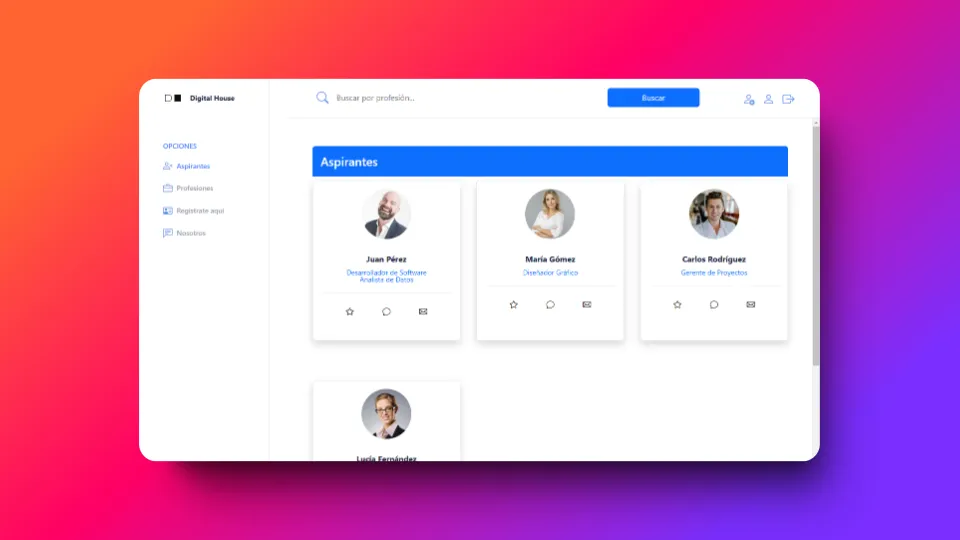 Digital House
Buscar por profesión...
Buscar
OPCIONES
Aspirantes
Profesiones
Regístrate aquí
Nosotros
Aspirantes
Juan Pérez
Desarrollador de Software
Analista de Datos
María Gómez
Diseñador Gráfico
Carlos Rodríguez
Gerente de Proyectos
Lucía Fernández